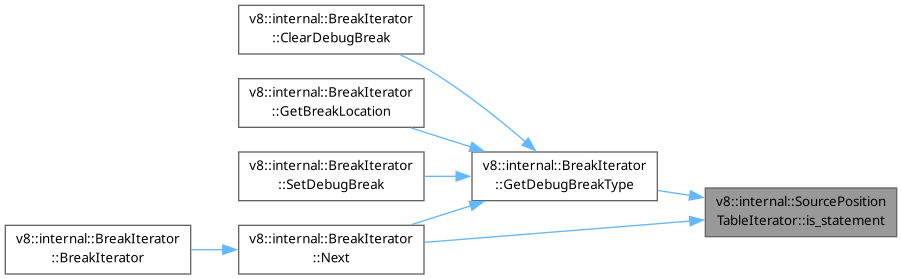 v8::internal::BreakIterator
::ClearDebugBreak
v8::internal::BreakIterator
::GetBreakLocation
v8::internal::BreakIterator
::SetDebugBreak
v8::internal::BreakIterator
::GetDebugBreakType
v8::internal::SourcePosition
TableIterator::is_statement
v8::internal::BreakIterator
::BreakIterator
v8::internal::BreakIterator
::Next